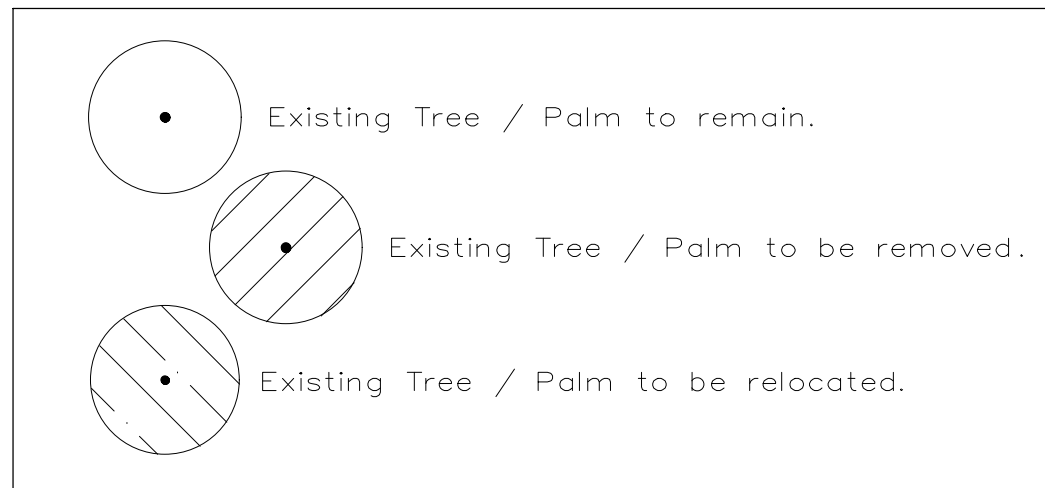 Existing Tree / Palm to remain.
Existing Tree / Palm to be removed.
Existing Tree / Palm to be relocated.